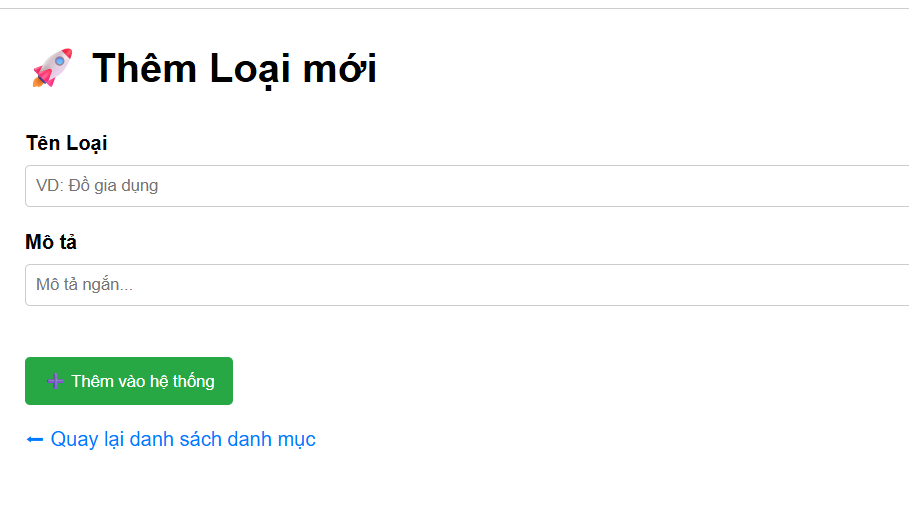 🚀 Thêm Loại mới
Tên Loại
VD: Đồ gia dụng
Mô tả
Mô tả ngắn...
➕ Thêm vào hệ thống
⬅ Quay lại danh sách danh mục